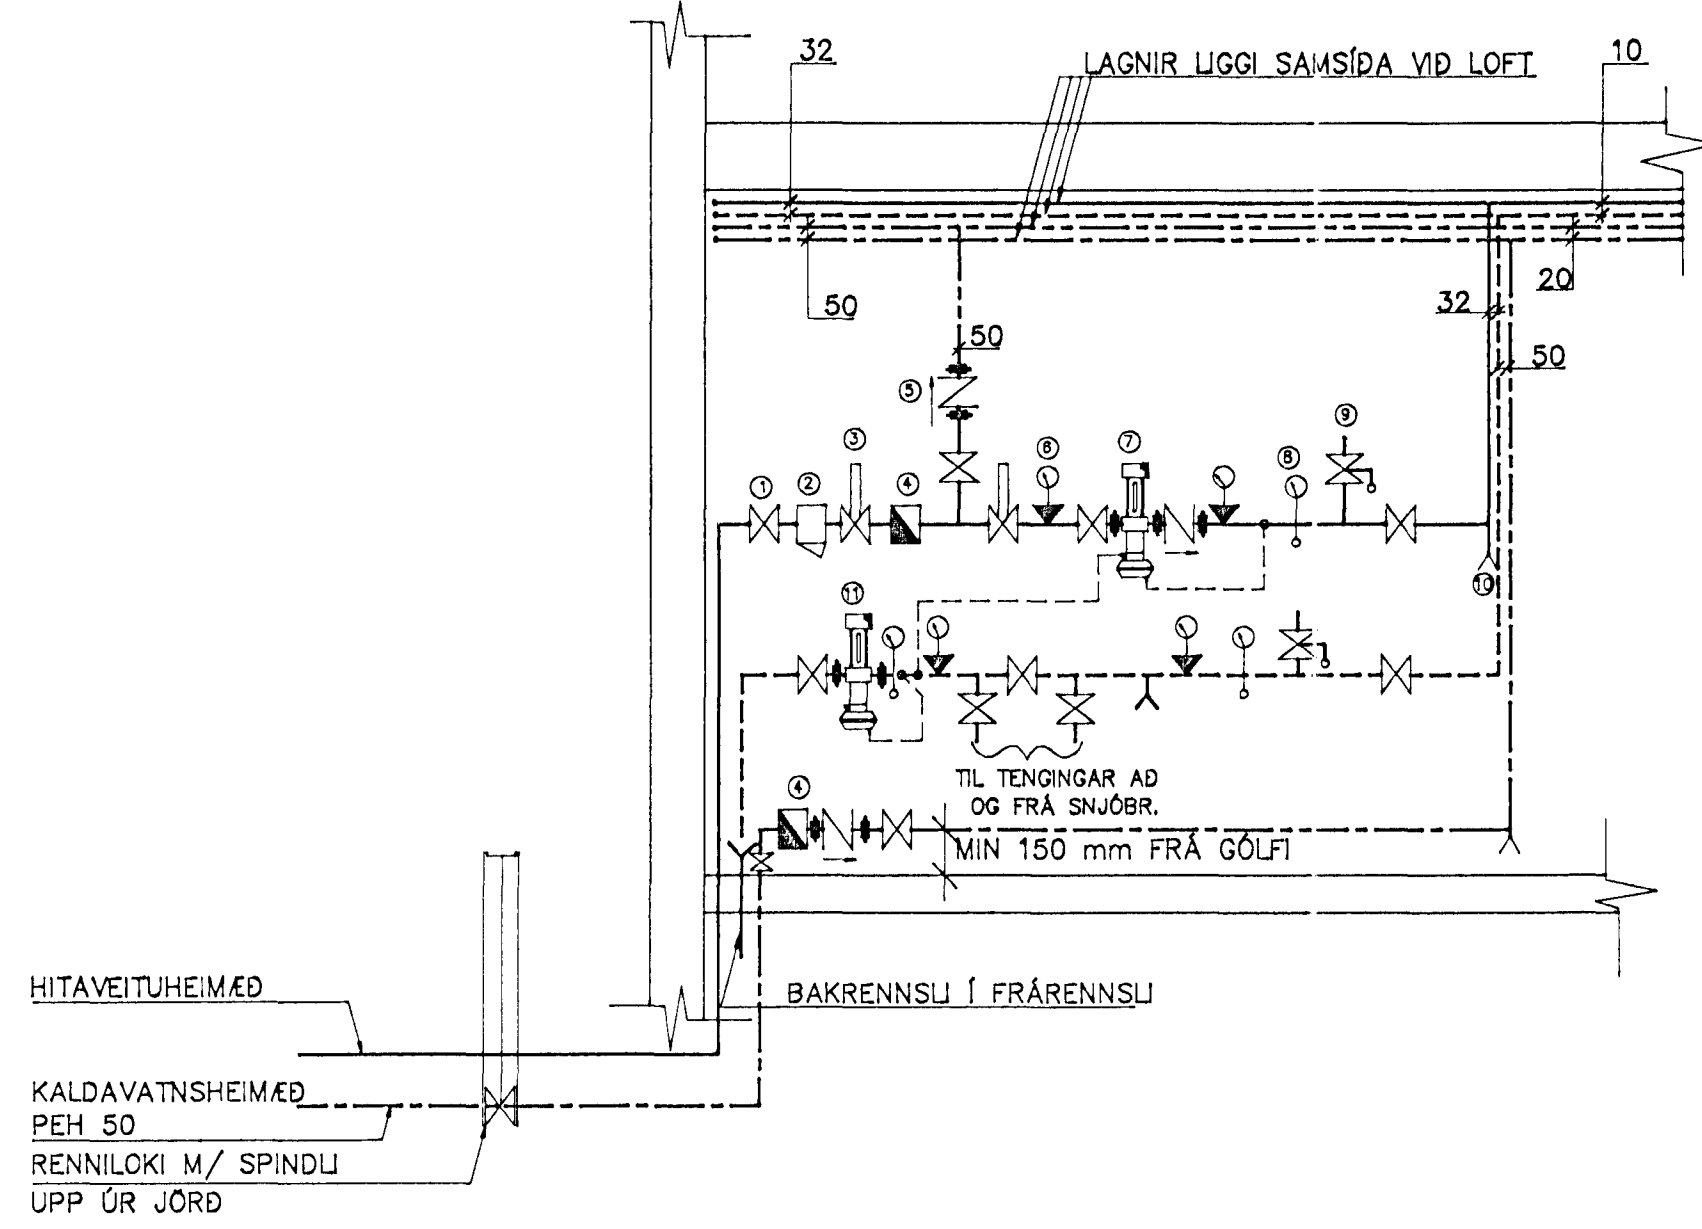 32
LAGNIR LIGGI SAMSÍÐA VIÐ LOFT
10
50
20
32
50
50
5
9
3
6
7
1
2
4
8
10
11
TIL TENGINGAR AÐ
OG FRÁ SNJÓBR.
4
MIN 150 mm FRÁ GÓLFI
HITAVEITUHEIMÆÐ
BAKRENNSLI Í FRÁRENNSLI
KALDAVATNSHEIMÆÐ
PEH 50
RENNILOKI M/ SPINDLI
UPP ÚR JÖRÐ